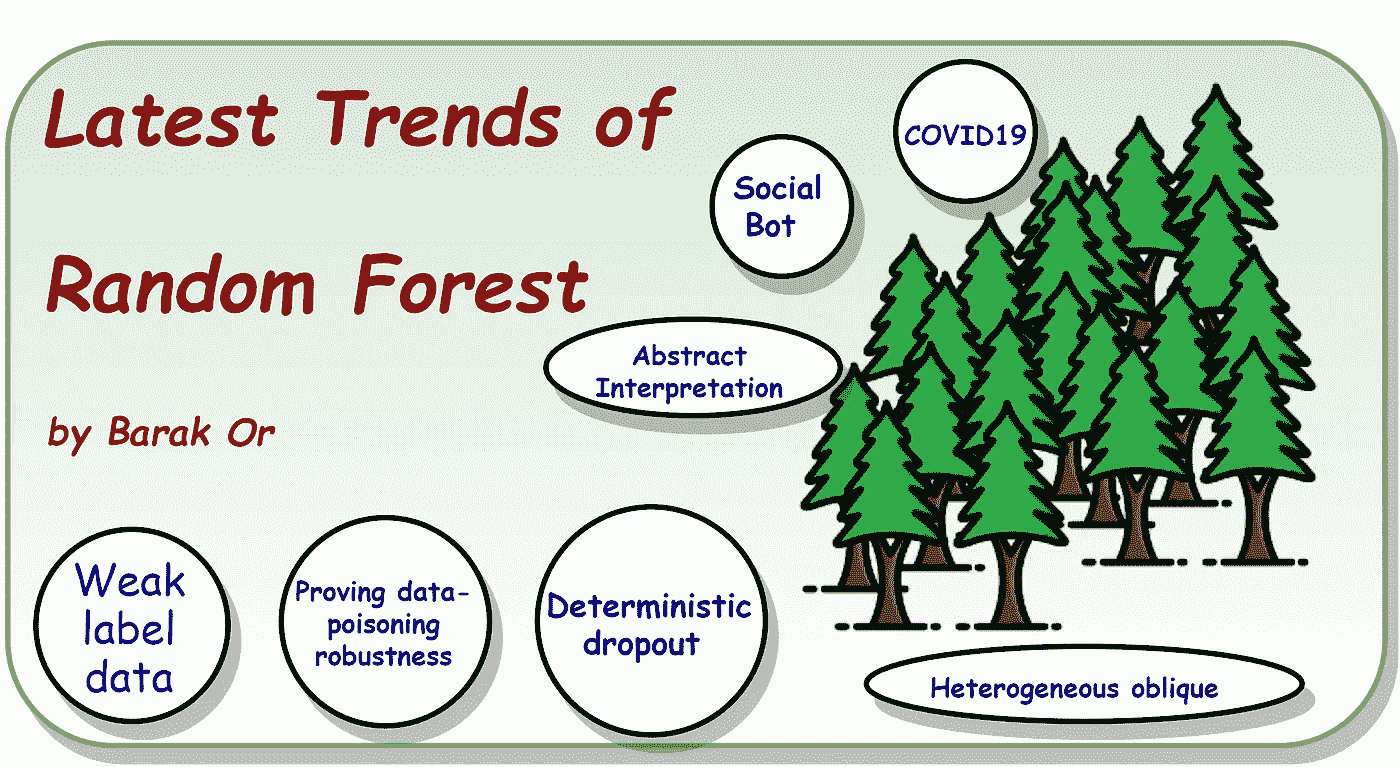 Latest Trends of
Random Forest
by Barak Or
COVID19
Social
Bot
Abstract
Interpretation
Weak
label
data
Proving data-
poisoning
robustness
Deterministic
dropout
Heterogeneous oblique